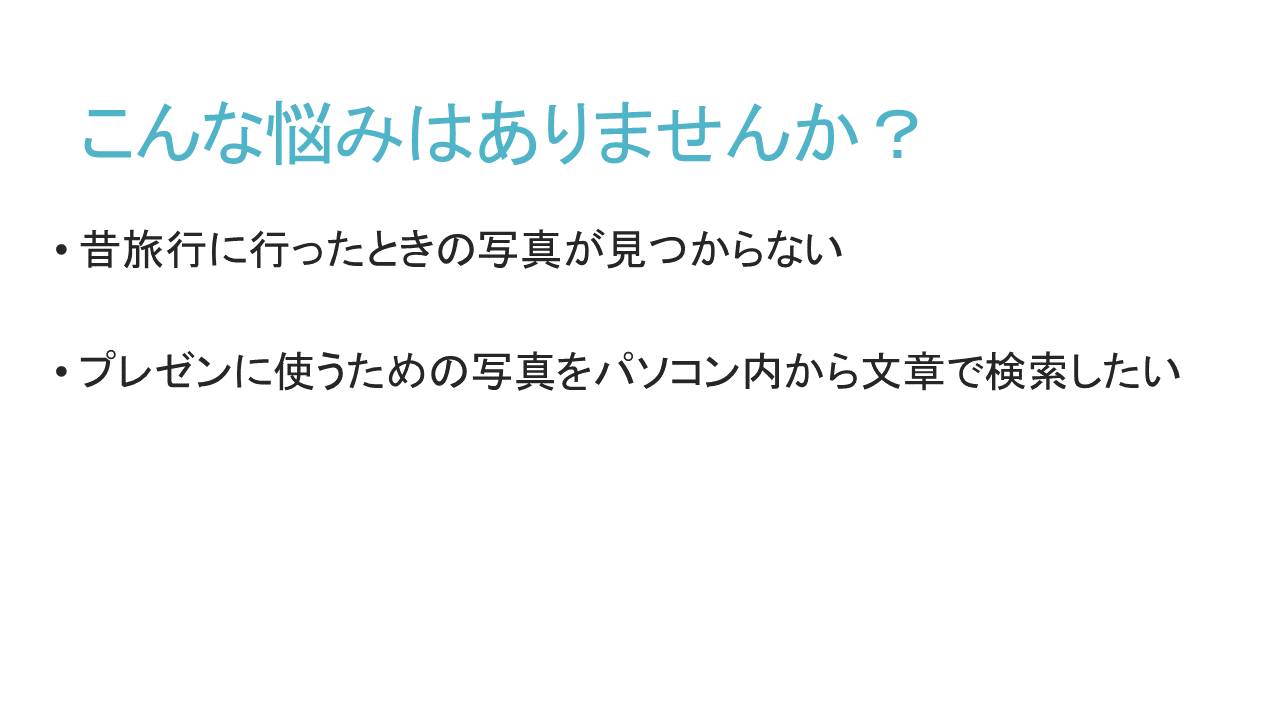 こんな悩みはありませんか？
• 昔旅行に行ったときの写真が見つからない
• プレゼンに使うための写真をパソコン内から文章で検索したい